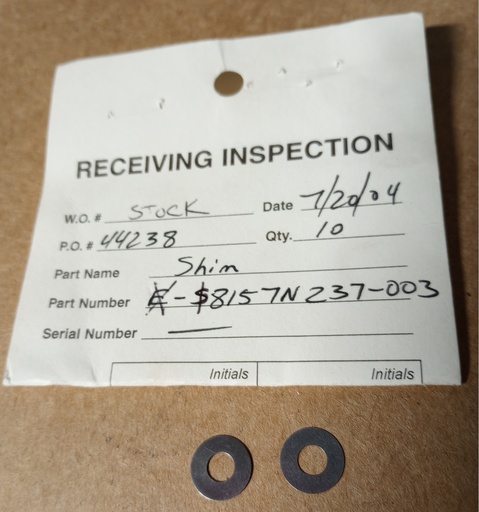 RECEIVING INSPECTION
W.O. # STOCK Date 7/20/04
P.O. # 44238 Qty. 10
Part Name Shim
Part Number -$8157N237-003
Serial Number —
Initials Initials